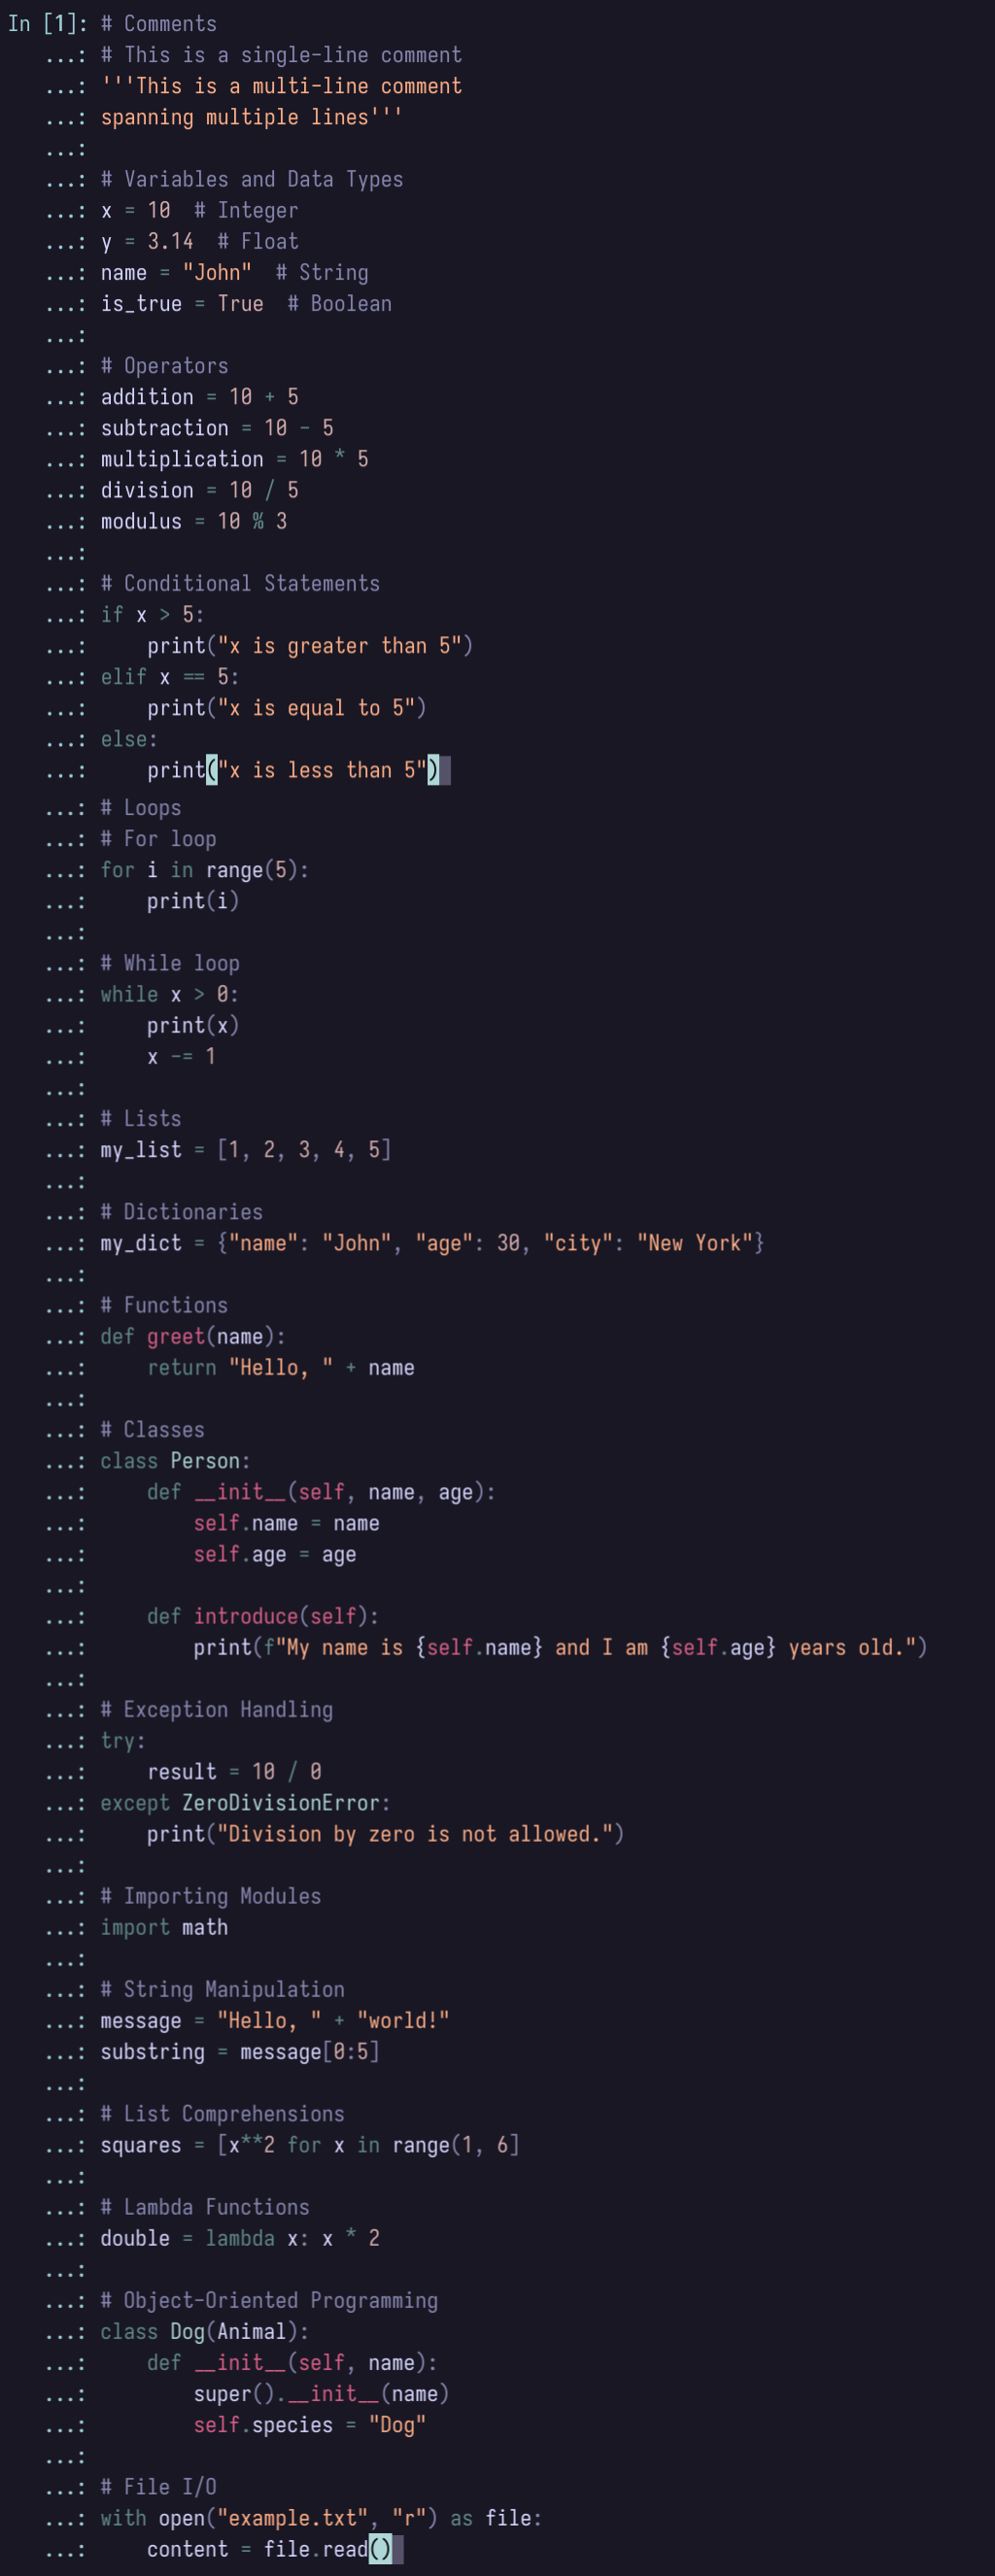 In [1]: # Comments
   ...: # This is a single-line comment
   ...: '''This is a multi-line comment
   ...: spanning multiple lines'''
   ...:
   ...: # Variables and Data Types
   ...: x = 10  # Integer
   ...: y = 3.14  # Float
   ...: name = "John"  # String
   ...: is_true = True  # Boolean
   ...:
   ...: # Operators
   ...: addition = 10 + 5
   ...: subtraction = 10 - 5
   ...: multiplication = 10 * 5
   ...: division = 10 / 5
   ...: modulus = 10 % 3
   ...:
   ...: # Conditional Statements
   ...: if x > 5:
   ...:     print("x is greater than 5")
   ...: elif x == 5:
   ...:     print("x is equal to 5")
   ...: else:
   ...:     print("x is less than 5")
   ...: # Loops
   ...: # For loop
   ...: for i in range(5):
   ...:     print(i)
   ...:
   ...: # While loop
   ...: while x > 0:
   ...:     print(x)
   ...:     x -= 1
   ...:
   ...: # Lists
   ...: my_list = [1, 2, 3, 4, 5]
   ...:
   ...: # Dictionaries
   ...: my_dict = {"name": "John", "age": 30, "city": "New York"}
   ...:
   ...: # Functions
   ...: def greet(name):
   ...:     return "Hello, " + name
   ...:
   ...: # Classes
   ...: class Person:
   ...:     def __init__(self, name, age):
   ...:         self.name = name
   ...:         self.age = age
   ...:
   ...:     def introduce(self):
   ...:         print(f"My name is {self.name} and I am {self.age} years old.")
   ...:
   ...: # Exception Handling
   ...: try:
   ...:     result = 10 / 0
   ...: except ZeroDivisionError:
   ...:     print("Division by zero is not allowed.")
   ...:
   ...: # Importing Modules
   ...: import math
   ...:
   ...: # String Manipulation
   ...: message = "Hello, " + "world!"
   ...: substring = message[0:5]
   ...:
   ...: # List Comprehensions
   ...: squares = [x**2 for x in range(1, 6]
   ...:
   ...: # Lambda Functions
   ...: double = lambda x: x * 2
   ...:
   ...: # Object-Oriented Programming
   ...: class Dog(Animal):
   ...:     def __init__(self, name):
   ...:         super().__init__(name)
   ...:         self.species = "Dog"
   ...:
   ...: # File I/O
   ...: with open("example.txt", "r") as file:
   ...:     content = file.read()